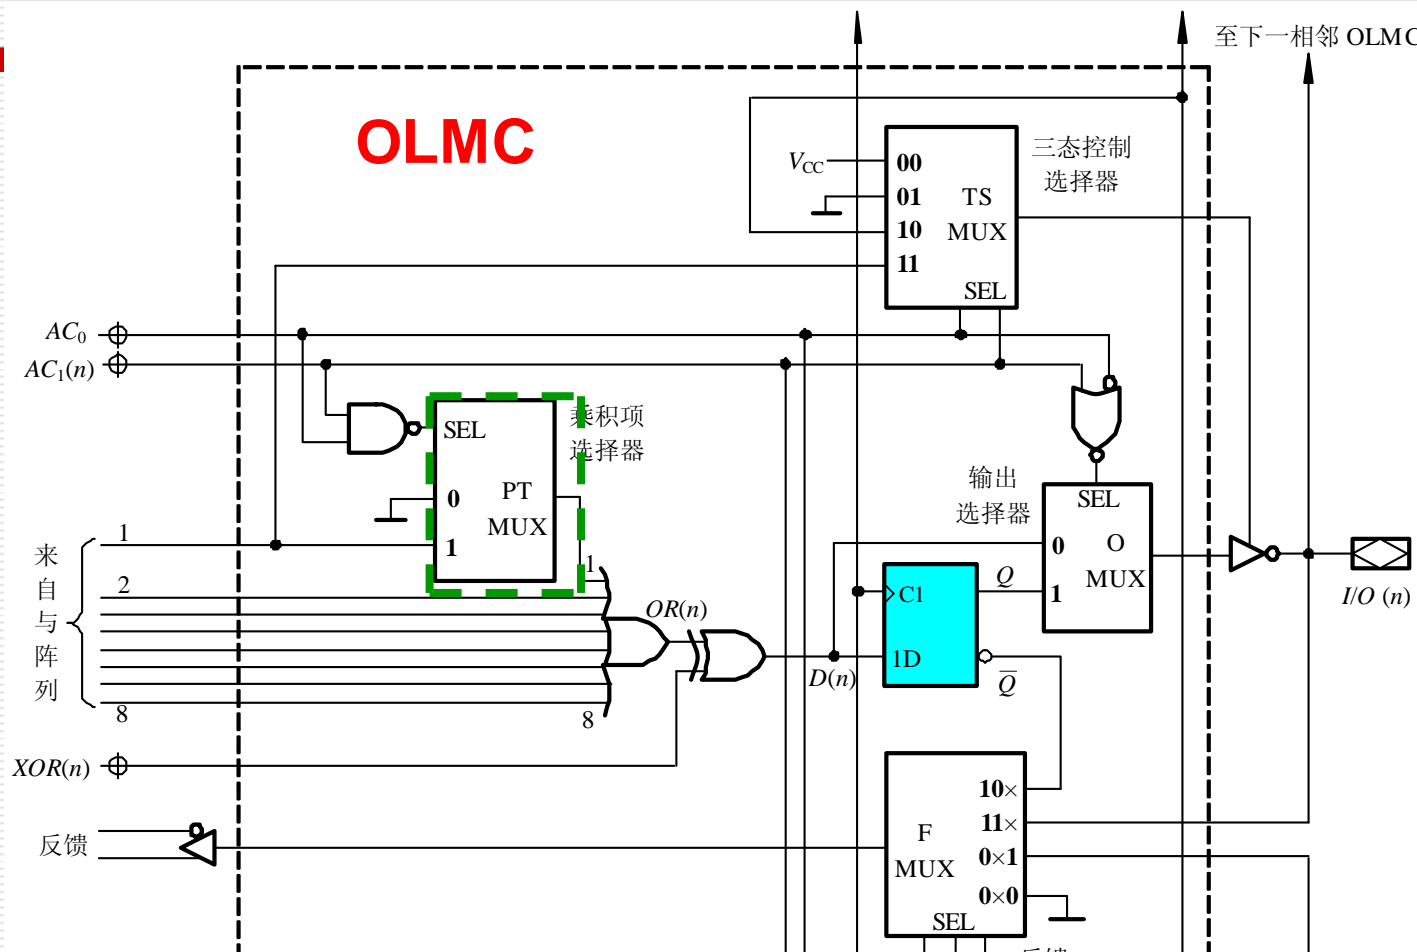 至下一相邻 OLMC
OLMC
三态控制
选择器
VCC
00
01
10
11
TS
MUX
SEL
AC0
AC1(n)
SEL
0
1
PT
MUX
乘积项
选择器
输出
选择器
SEL
0
1
O
MUX
I/O (n)
来自与阵列
1
2
8
1
8
OR(n)
D(n)
C1
1D
Q
Q̅
XOR(n)
反馈
F
MUX
10×
11×
0×1
0×0
SEL